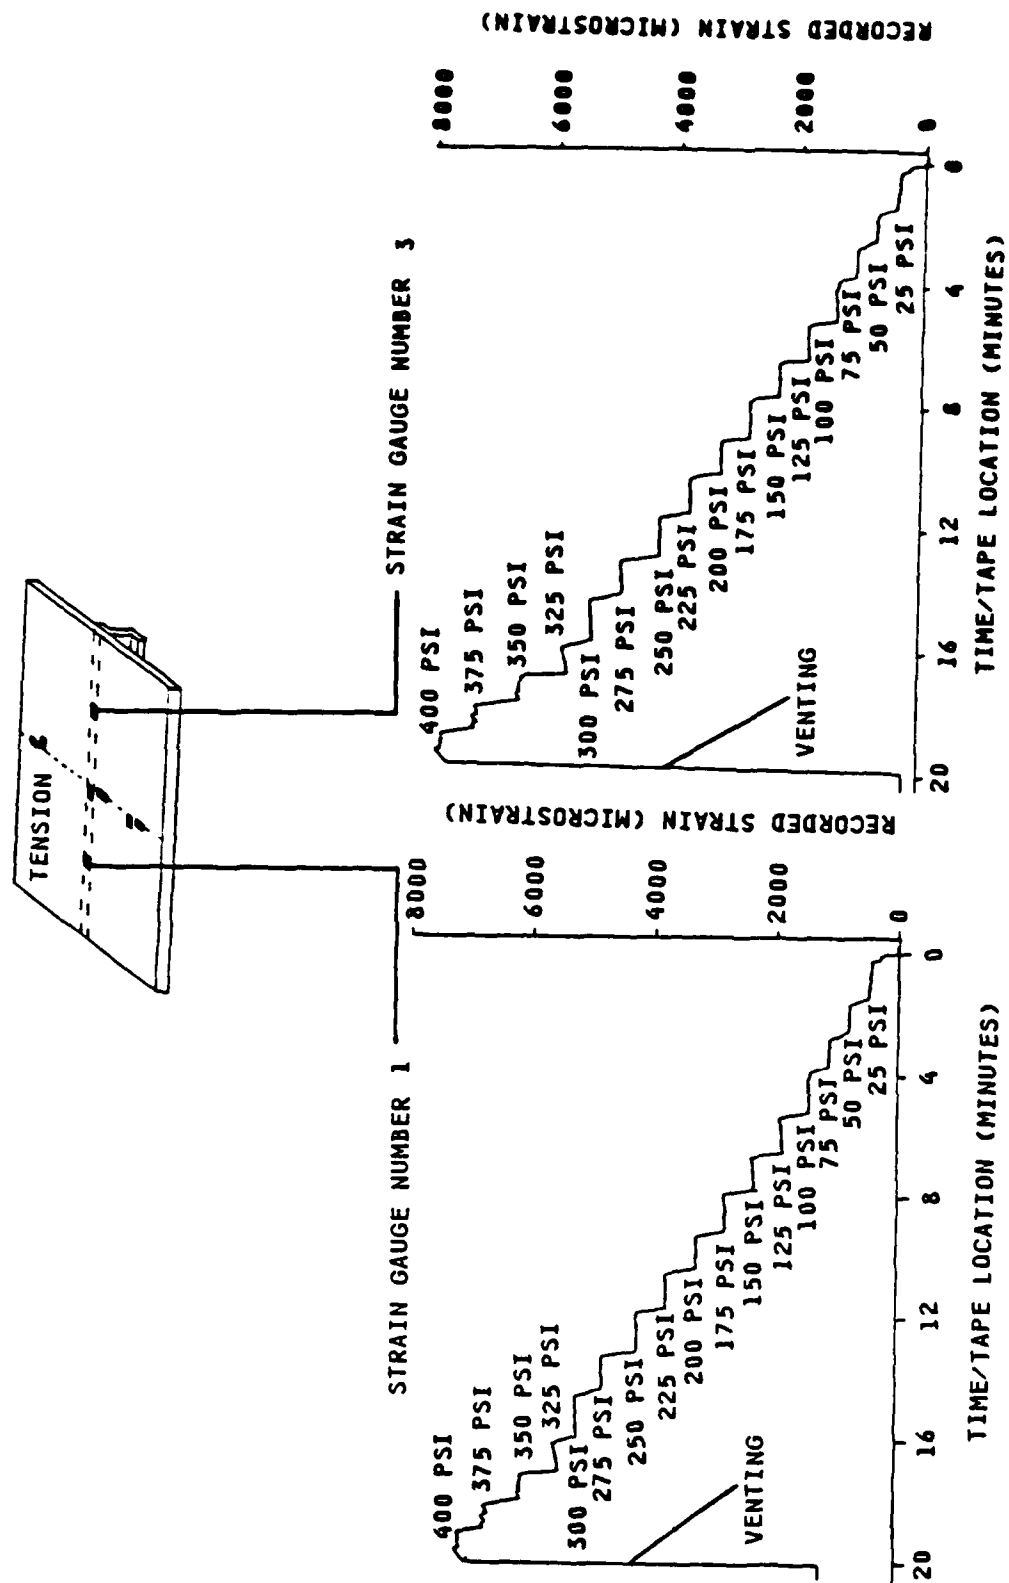 TENSION
STRAIN GAUGE NUMBER 1
STRAIN GAUGE NUMBER 3
RECORDED STRAIN (MICROSTRAIN)
8000
6000
4000
2000
0
400 PSI
375 PSI
350 PSI
325 PSI
300 PSI
275 PSI
250 PSI
225 PSI
200 PSI
175 PSI
150 PSI
125 PSI
100 PSI
75 PSI
50 PSI
25 PSI
VENTING
20
16
12
8
4
0
TIME/TAPE LOCATION (MINUTES)
RECORDED STRAIN (MICROSTRAIN)
8000
6000
4000
2000
0
400 PSI
375 PSI
350 PSI
325 PSI
300 PSI
275 PSI
250 PSI
225 PSI
200 PSI
175 PSI
150 PSI
125 PSI
100 PSI
75 PSI
50 PSI
25 PSI
VENTING
20
16
12
8
4
0
TIME/TAPE LOCATION (MINUTES)